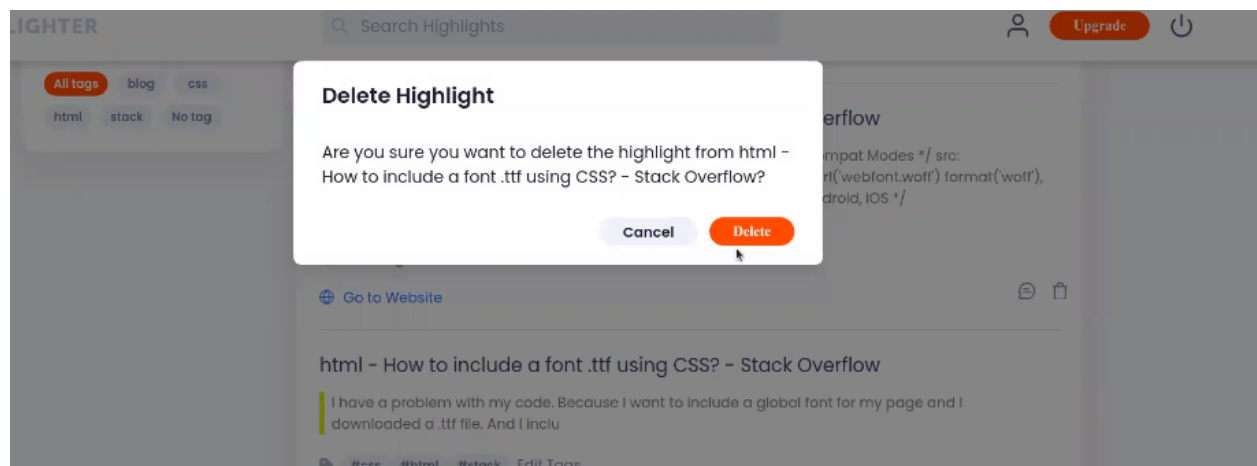 LIGHTER
Search Highlights
Upgrade
All tags blog css
html stack No tag
Delete Highlight
Are you sure you want to delete the highlight from html -
How to include a font .ttf using CSS? - Stack Overflow?
Cancel Delete
erflow
ompat Modes */ src:
rl('webfont.woff') format('woff'),
droid, iOS */
Go to Website
html - How to include a font .ttf using CSS? - Stack Overflow
I have a problem with my code. Because I want to include a global font for my page and I
downloaded a .ttf file. And I inclu
#css #html #stack Edit Tags